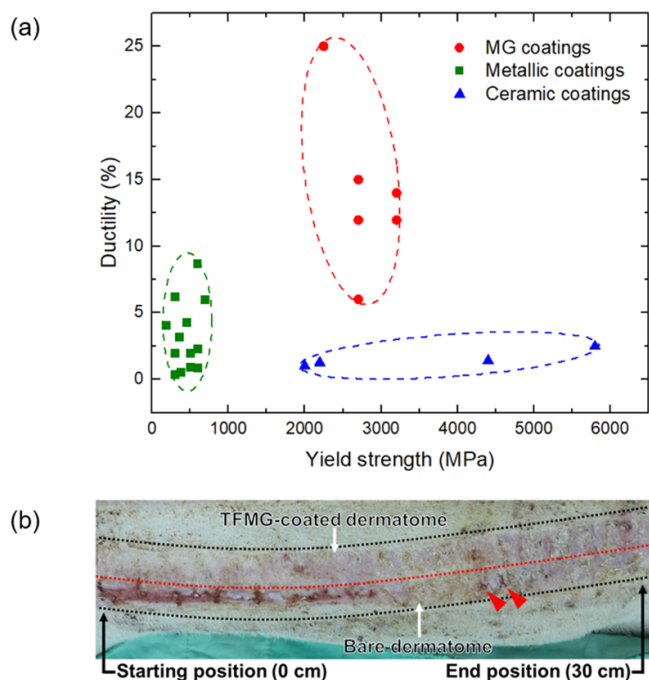 (a)
25
20
15
10
5
0
Ductility (%)
MG coatings
Metallic coatings
Ceramic coatings
0 1000 2000 3000 4000 5000 6000
Yield strength (MPa)
(b)
TFMG-coated dermatome
Bare dermatome
Starting position (0 cm)
End position (30 cm)